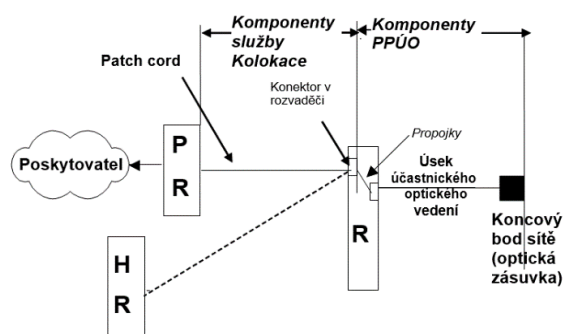 Komponenty
služby
Kolokace
Komponenty
PPÚO
Patch cord
Konektor v
rozvaděči
Propojky
Poskytovatel
P
R
Úsek
účastnického
optického
vedení
R
H
R
Koncový
bod sítě
(optická
zásuvka)